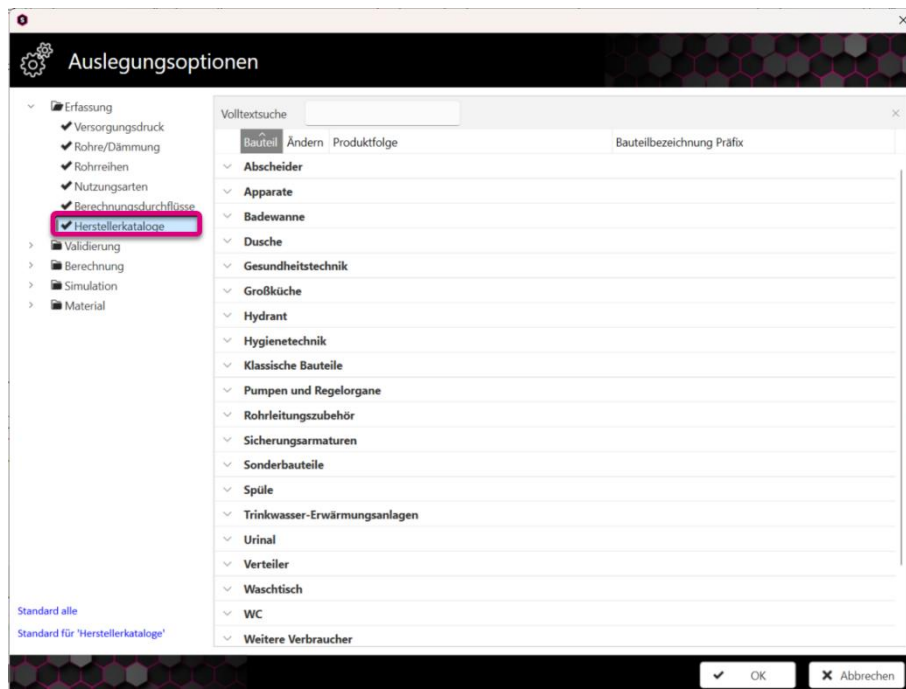 Auslegungsoptionen
Erfassung
Versorgungsdruck
Rohre/Dämmung
Rohrreihen
Nutzungsarten
Berechnungsdurchflüsse
Herstellerkataloge
Validierung
Berechnung
Simulation
Material
Standard alle
Standard für 'Herstellerkataloge'
Volltextsuche
Bauteil Ändern Produktfolge Bauteilbezeichnung Präfix
Abscheider
Apparate
Badewanne
Dusche
Gesundheitstechnik
Großküche
Hydrant
Hygienetechnik
Klassische Bauteile
Pumpen und Regelorgane
Rohrleitungszubehör
Sicherungsarmaturen
Sonderbauteile
Spüle
Trinkwasser-Erwärmungsanlagen
Urinal
Verteiler
Waschtisch
WC
Weitere Verbraucher
OK Abbrechen